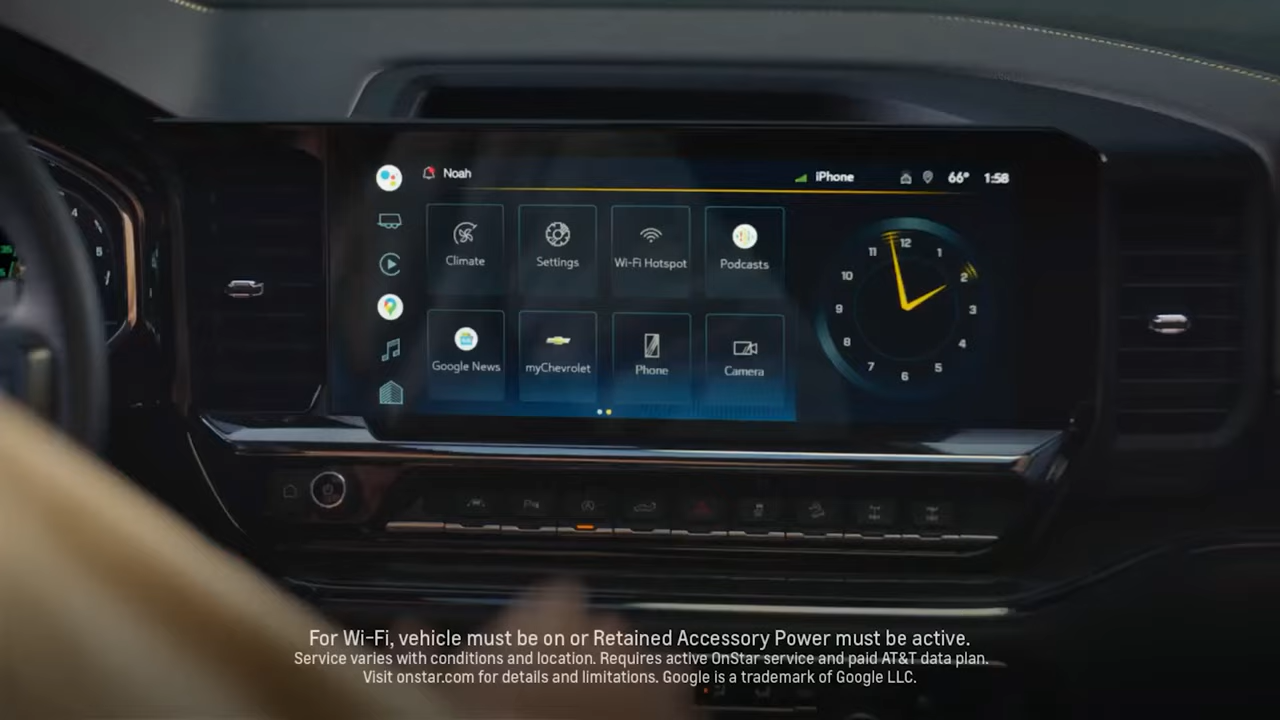 Noah
iPhone
66° 1:58
Climate
Settings
Wi-Fi Hotspot
Podcasts
Google News
myChevrolet
Phone
Camera
12
1
2
3
4
5
6
7
8
9
10
11
For Wi-Fi, vehicle must be on or Retained Accessory Power must be active.
Service varies with conditions and location. Requires active OnStar service and paid AT&T data plan.
Visit onstar.com for details and limitations. Google is a trademark of Google LLC.